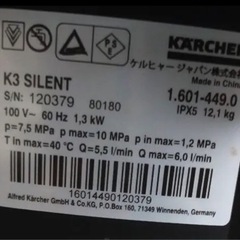 KÄRCHER
ケルヒャージャパン株式会社
Made in China
K3 SILENT
1.601-449.0
S/N: 120379 80180
IPX5 12,1 kg
100 V~ 60 Hz 1,3 kW
p=7,5 MPa p max=10 MPa p in max=1,2 MPa
T in max=40 °C Q=5,5 l/min Q max=6,0 l/min
16014490120379
Alfred Kärcher GmbH & Co.KG, P.O.Box 160, 71349 Winnenden, Germany